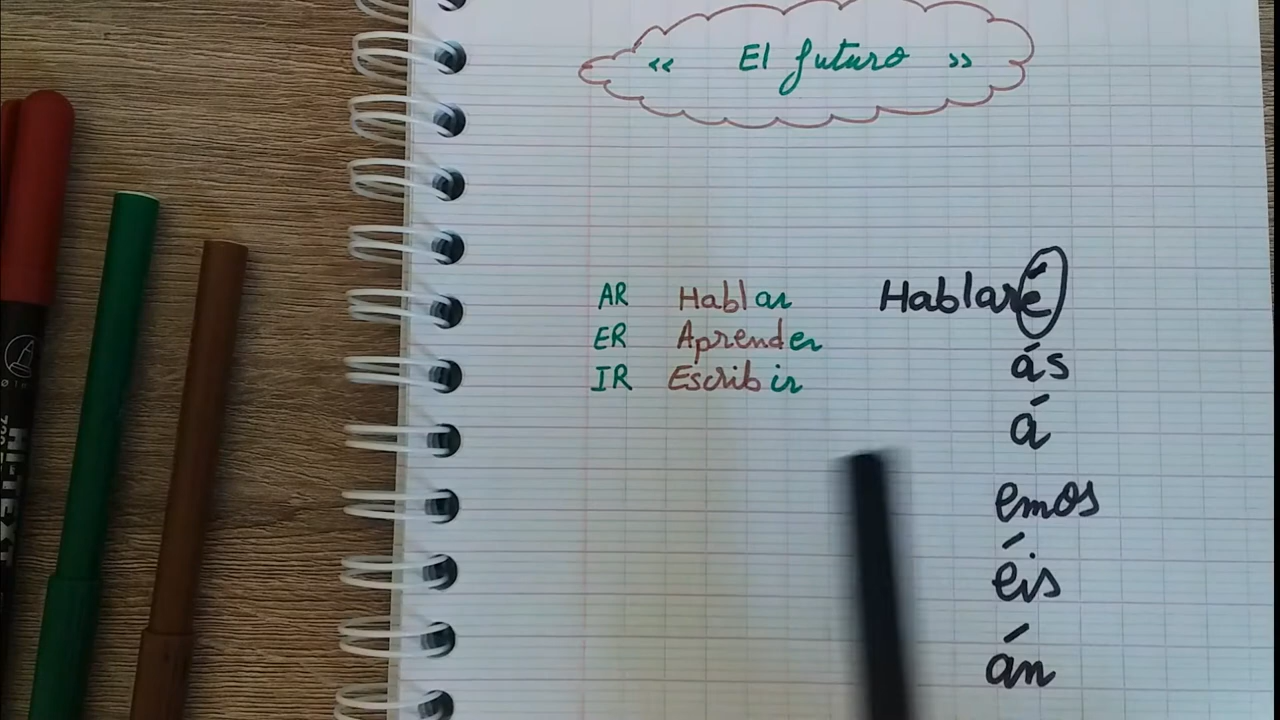 « El futuro »
AR Hablar Hablaré
ER Aprender ás
IR Escribir á
emos
éis
án